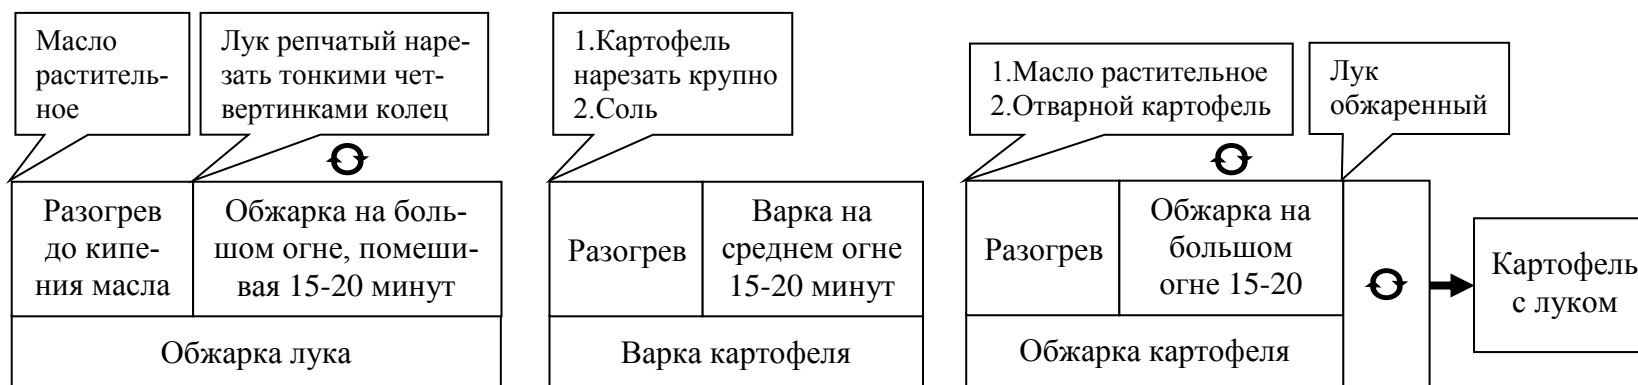 Масло
раститель-
ное
Лук репчатый наре-
зать тонкими чет-
вертинками колец
1.Картофель
нарезать крупно
2.Соль
1.Масло растительное
2.Отварной картофель
Лук
обжаренный
Разогрев
до кипе-
ния масла
Обжарка на боль-
шом огне, помеши-
вая 15-20 минут
Обжарка лука
Разогрев
Варка на
среднем огне
15-20 минут
Варка картофеля
Разогрев
Обжарка на
большом
огне 15-20
Обжарка картофеля
Картофель
с луком